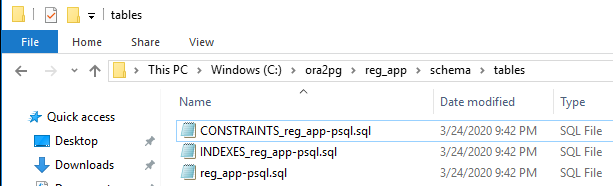 tables
File Home Share View
This PC > Windows (C:) > ora2pg > reg_app > schema > tables
Name Date modified Type
Quick access
Desktop CONSTRAINTS_reg_app-psql.sql 3/24/2020 9:42 PM SQL File
Downloads INDEXES_reg_app-psql.sql 3/24/2020 9:42 PM SQL File
reg_app-psql.sql 3/24/2020 9:42 PM SQL File